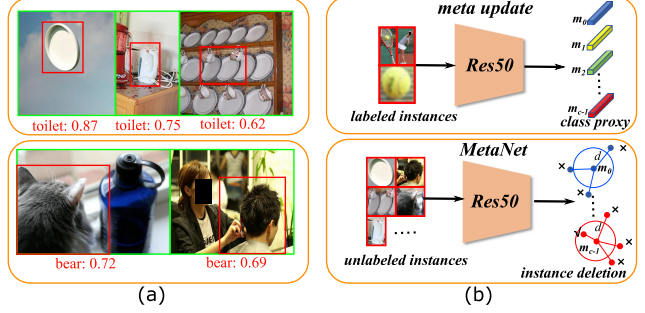 toilet: 0.87
toilet: 0.75
toilet: 0.62
bear: 0.72
bear: 0.69
(a)
meta update
Res50
labeled instances
m0
m1
m2
mc-1
class proxy
MetaNet
Res50
unlabeled instances
d
m0
d
mc-1
instance deletion
(b)